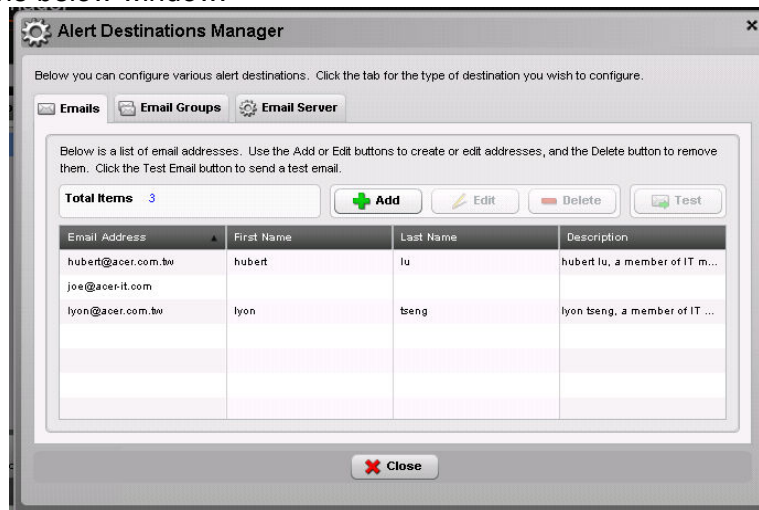 Alert Destinations Manager
Below you can configure various alert destinations. Click the tab for the type of destination you wish to configure.
Emails Email Groups Email Server
Below is a list of email addresses. Use the Add or Edit buttons to create or edit addresses, and the Delete button to remove
them. Click the Test Email button to send a test email.
Total Items 3 Add Edit Delete Test
Email Address First Name Last Name Description
hubert@acer.com.tw hubert lu hubert lu, a member of IT m...
joe@acer-it.com
lyon@acer.com.tw lyon tseng lyon tseng, a member of IT ...
Close